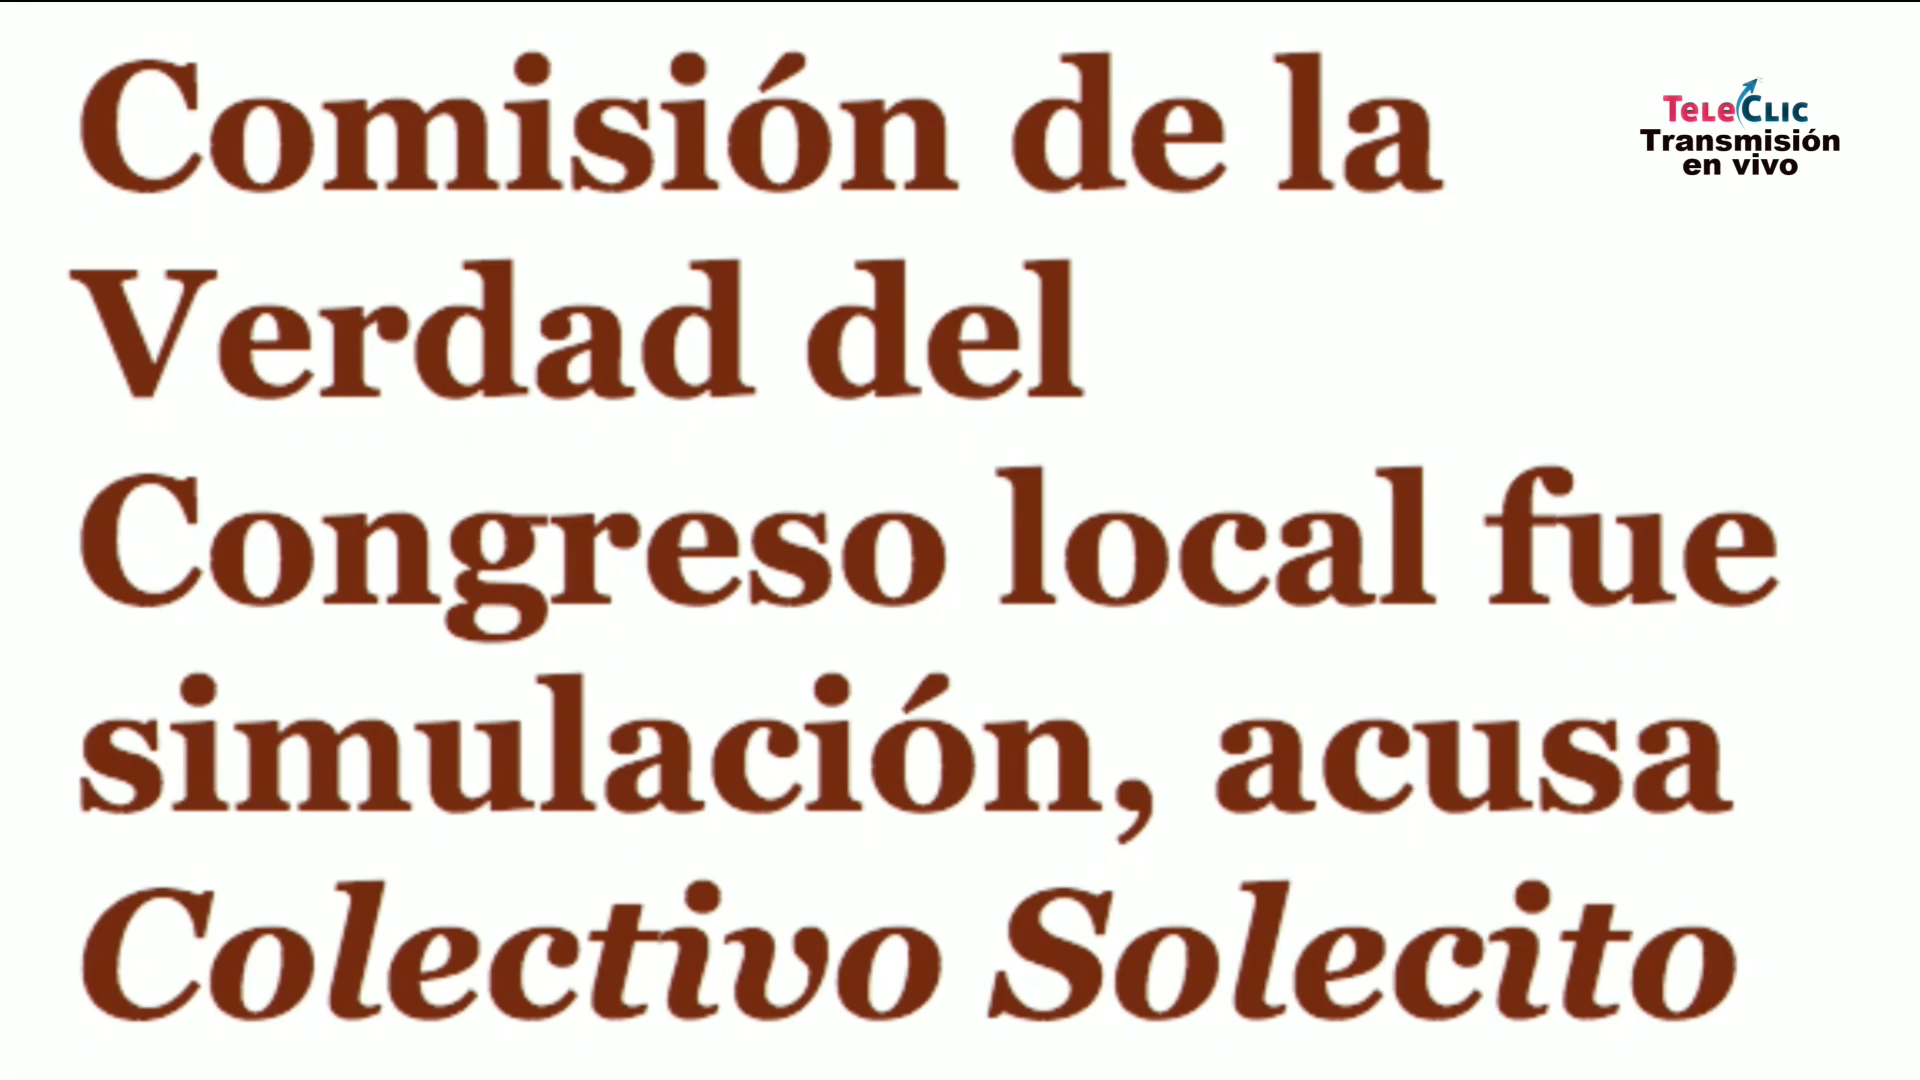 Comisión de la
Verdad del
Congreso local fue
simulación, acusa
Colectivo Solecito
TeleClic
Transmisión
en vivo